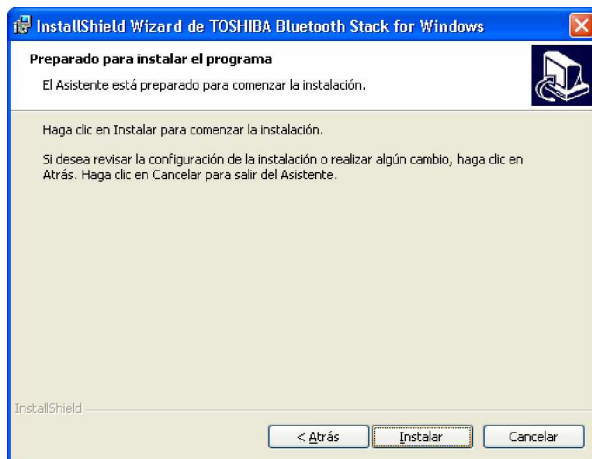 InstallShield Wizard de TOSHIBA Bluetooth Stack for Windows
Preparado para instalar el programa
El Asistente está preparado para comenzar la instalación.
Haga clic en Instalar para comenzar la instalación.
Si desea revisar la configuración de la instalación o realizar algún cambio, haga clic en
Atrás. Haga clic en Cancelar para salir del Asistente.
InstallShield
< Atrás
Instalar
Cancelar